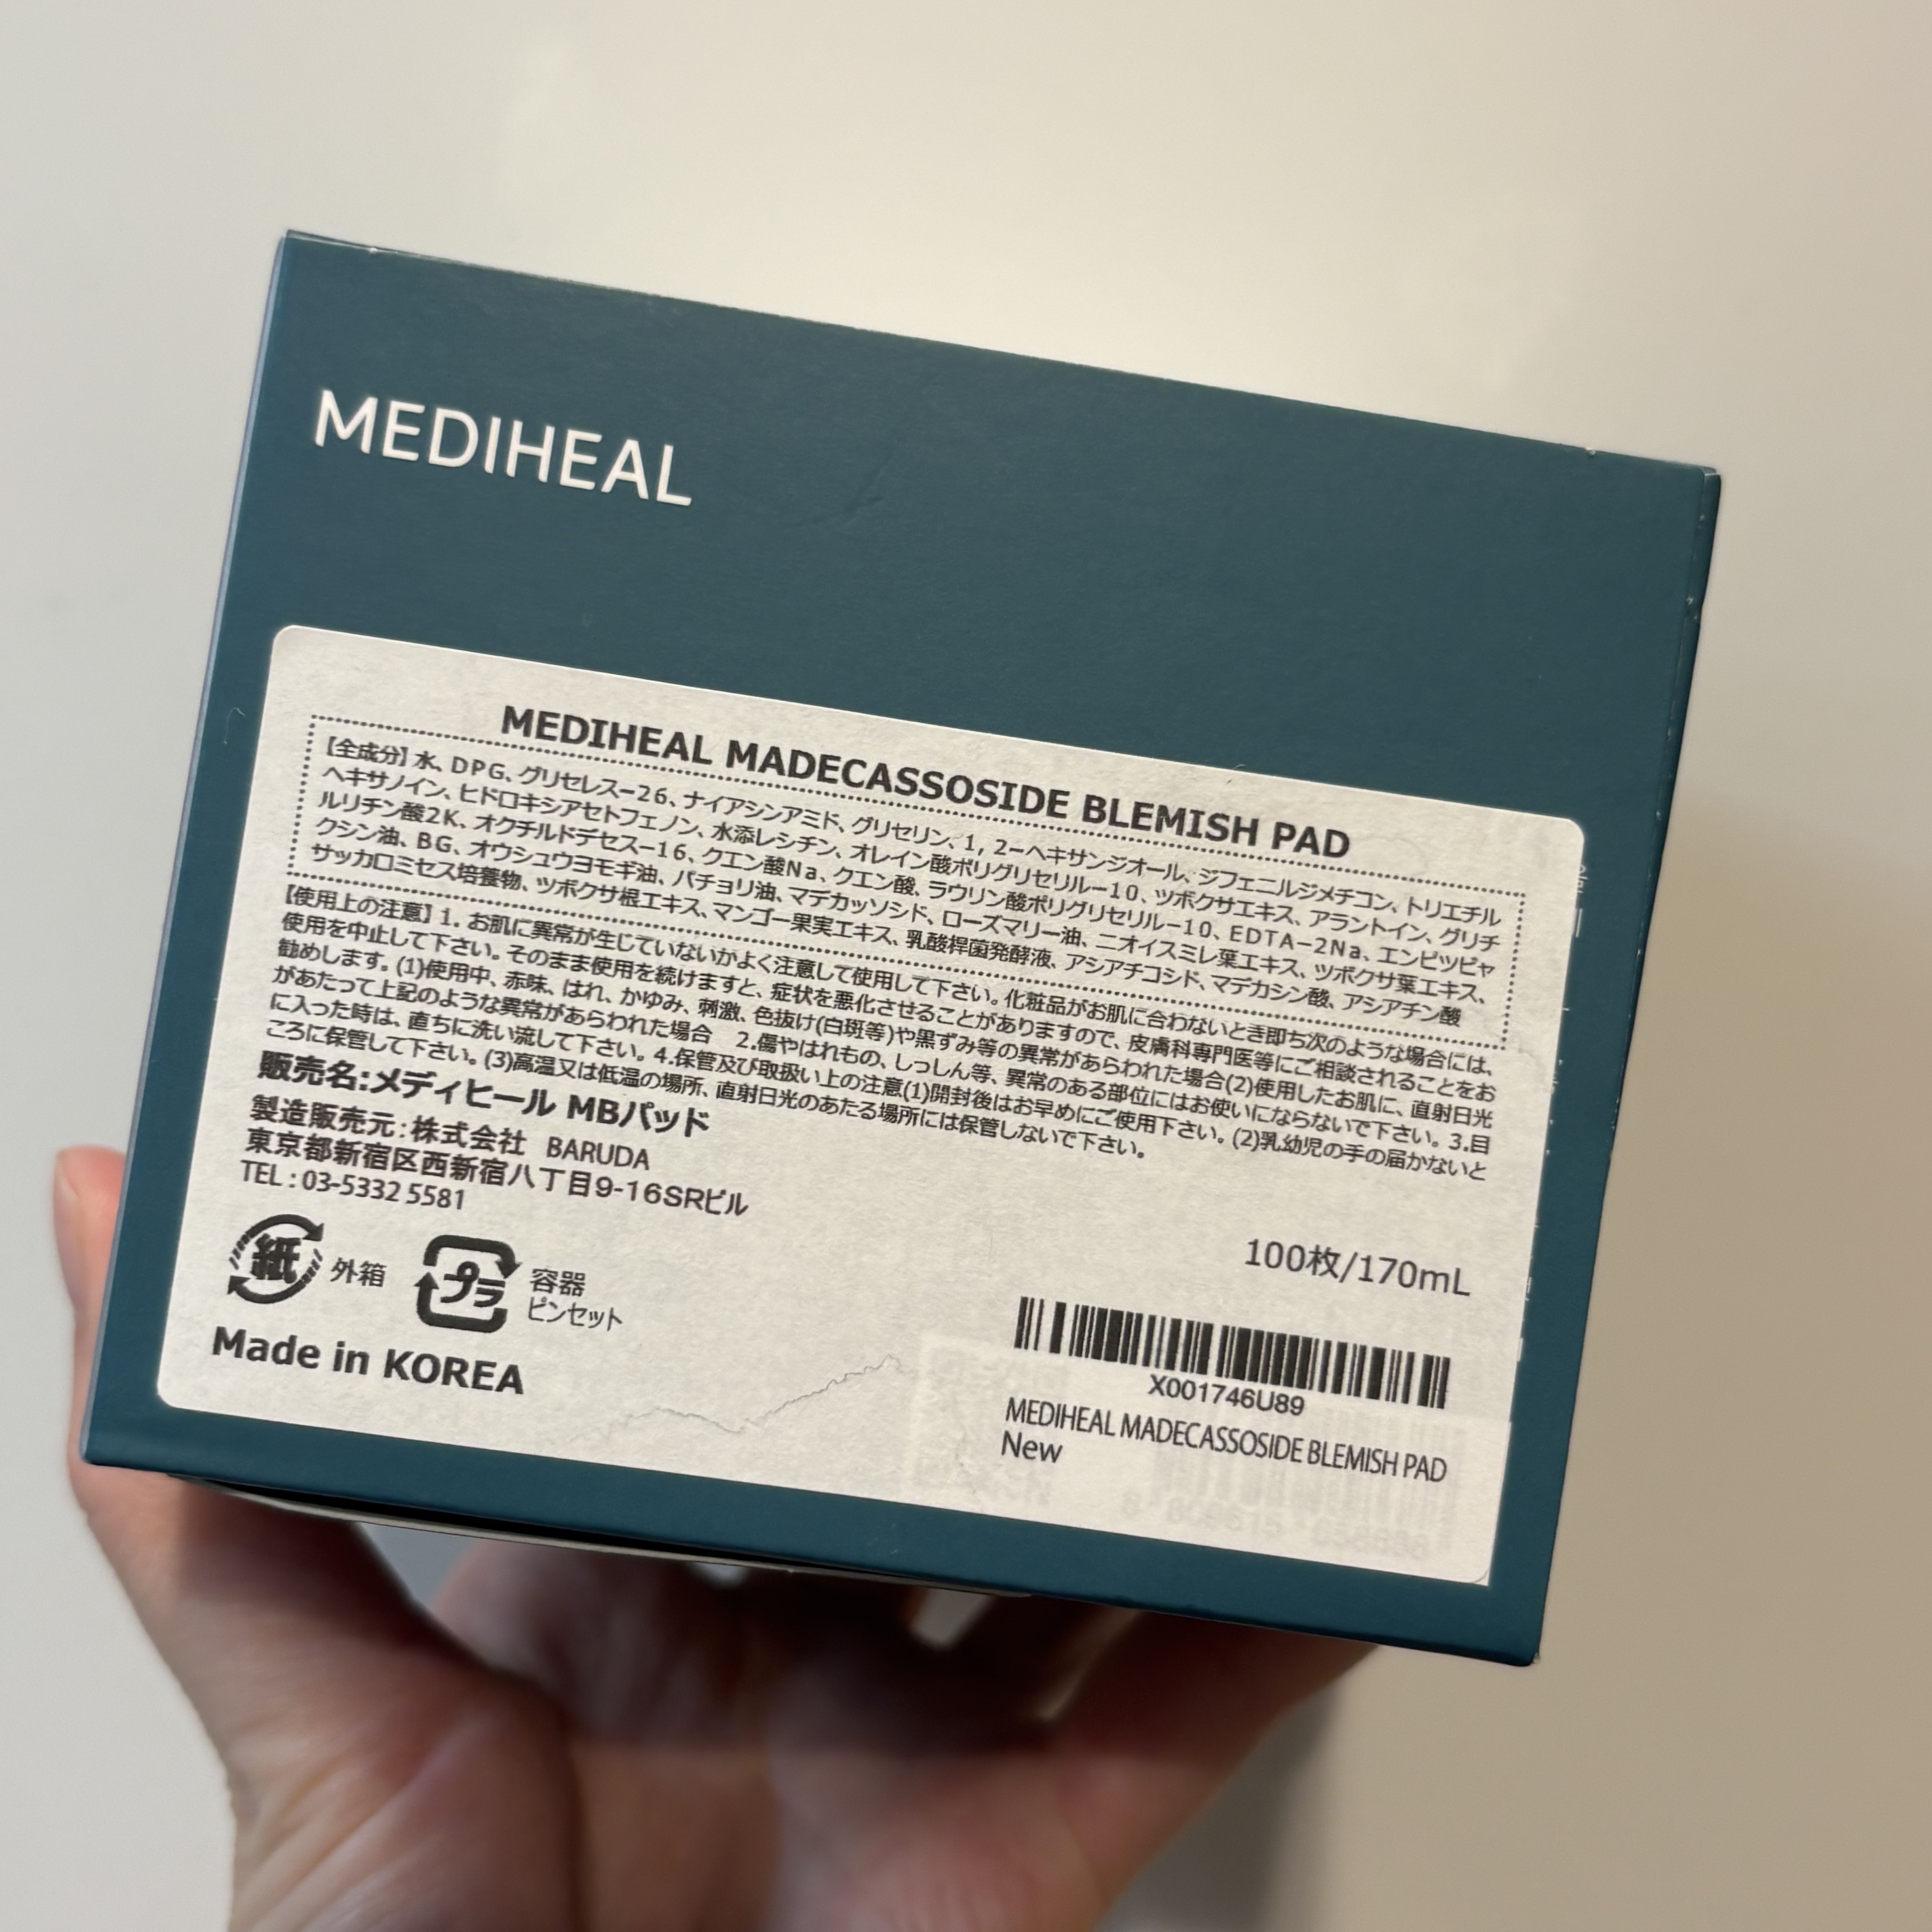 MEDIHEAL
MEDIHEAL MADECASSOSIDE BLEMISH PAD
【全成分】水、DPG、グリセレス-26、ナイアシンアミド、グリセリン、1, 2-ヘキサンジオール、ジフェニルジメチコン、トリエチル
ヘキサノイン、ヒドロキシアセトフェノン、水添レシチン、オレイン酸ポリグリセリル-10、ツボクサエキス、アラントイン、グリチ
ルリチン酸2K、オクチルドデセス-16、クエン酸Na、クエン酸、ラウリン酸ポリグリセリル-10、EDTA-2Na、エンピツビャ
クシン油、BG、オウシュウヨモギ油、パチョリ油、マデカッソシド、ローズマリー油、ニオイスミレ葉エキス、ツボクサ葉エキス、
サッカロミセス培養物、ツボクサ根エキス、マンゴー果実エキス、乳酸桿菌発酵液、アシアチコシド、マデカシン酸、アシアチン酸
【使用上の注意】1. お肌に異常が生じていないかよく注意して使用して下さい。化粧品がお肌に合わないとき即ち次のような場合には、
使用を中止して下さい。そのまま使用を続けますと、症状を悪化させることがありますので、皮膚科専門医等にご相談されることをお
勧めします。(1)使用中、赤味、はれ、かゆみ、刺激、色抜け(白斑等)や黒ずみ等の異常があらわれた場合(2)使用したお肌に、直射日光
があたって上記のような異常があらわれた場合 2.傷やはれもの、しっしん等、異常のある部位にはお使いにならないで下さい。3.目
に入った時は、直ちに洗い流して下さい。4.保管及び取扱い上の注意(1)開封後はお早めにご使用下さい。(2)乳幼児の手の届かないと
ころに保管して下さい。(3)高温又は低温の場所、直射日光のあたる場所には保管しないで下さい。
販売名:メディヒール MBパッド
製造販売元:株式会社 BARUDA
東京都新宿区西新宿八丁目9-16SRビル
TEL : 03-5332 5581
100枚/170mL
紙 外箱
プラ 容器
ピンセット
Made in KOREA
X001746U89
MEDIHEAL MADECASSOSIDE BLEMISH PAD
New